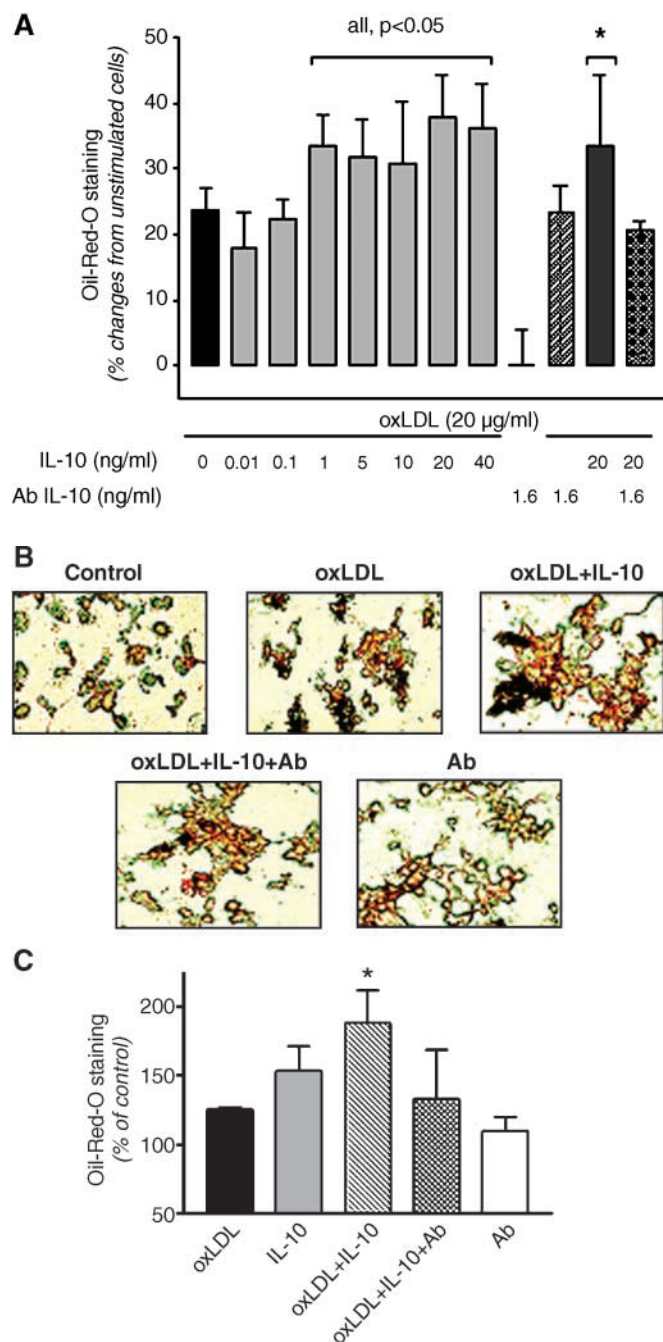 A
all, p<0.05
*
Oil-Red-O staining
(% changes from unstimulated cells)
50
40
30
20
10
0
oxLDL (20 µg/ml)
IL-10 (ng/ml) 0 0.01 0.1 1 5 10 20 40 20 20
Ab IL-10 (ng/ml) 1.6 1.6 1.6
B
Control oxLDL oxLDL+IL-10
oxLDL+IL-10+Ab Ab
C
*
Oil-Red-O staining
(% of control)
200
150
100
50
oxLDL IL-10 oxLDL+IL-10 oxLDL+IL-10+Ab Ab